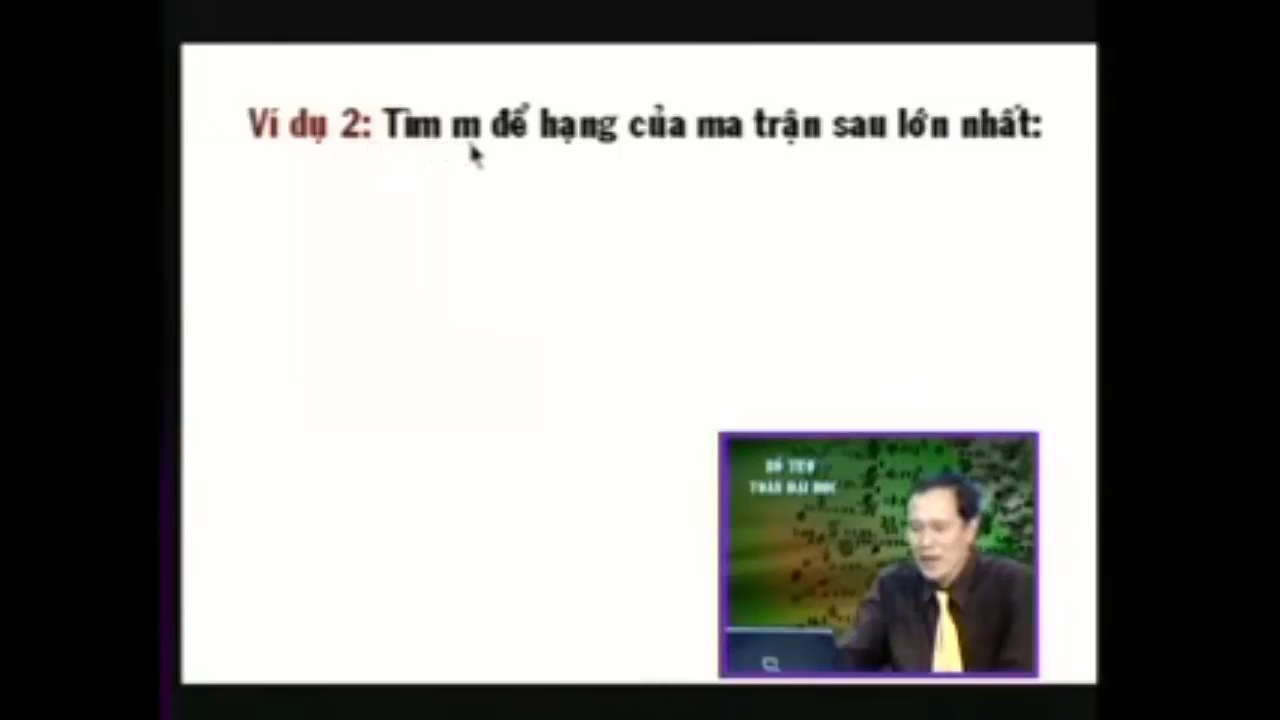 Ví dụ 2: Tìm m để hạng của ma trận sau lớn nhất: